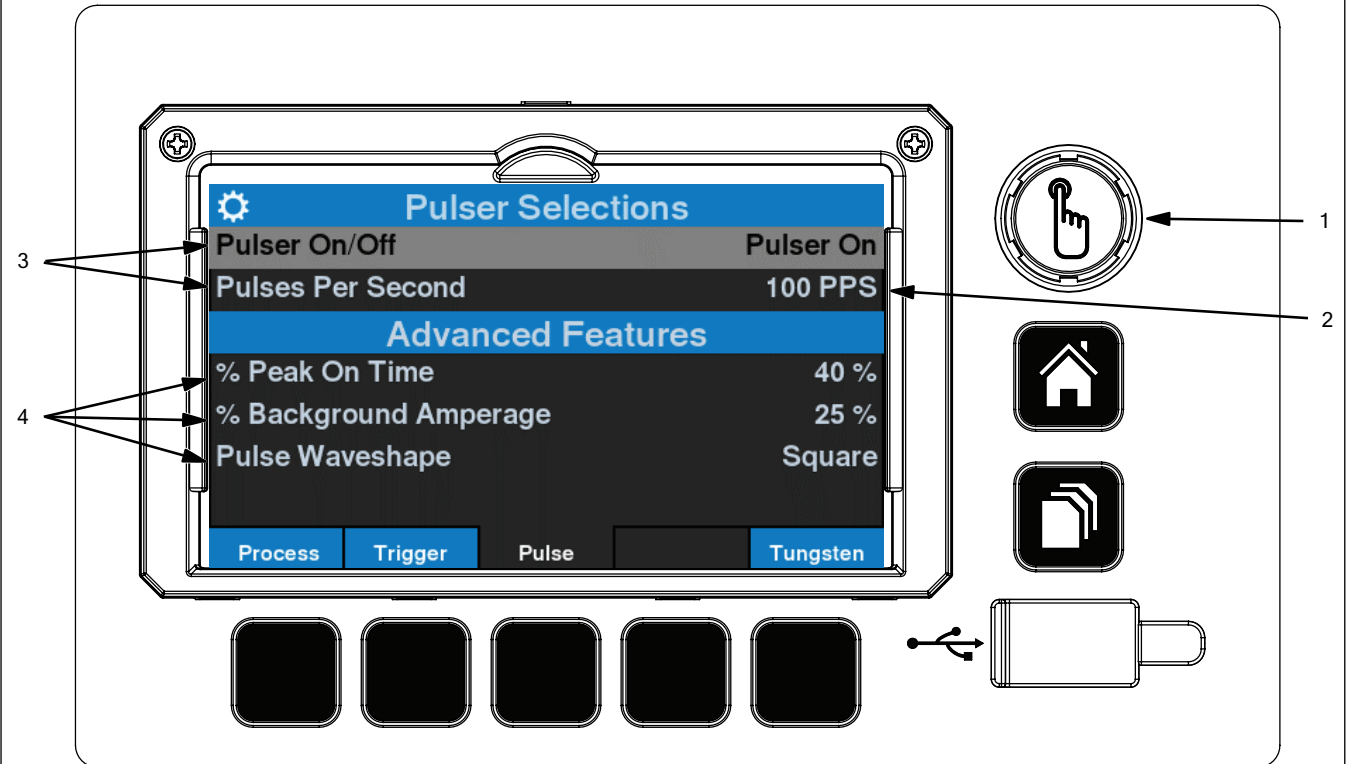 Pulser Selections
Pulser On/Off Pulser On
Pulses Per Second 100 PPS
Advanced Features
% Peak On Time 40 %
% Background Amperage 25 %
Pulse Waveshape Square
Process Trigger Pulse Tungsten
1
2
3
4